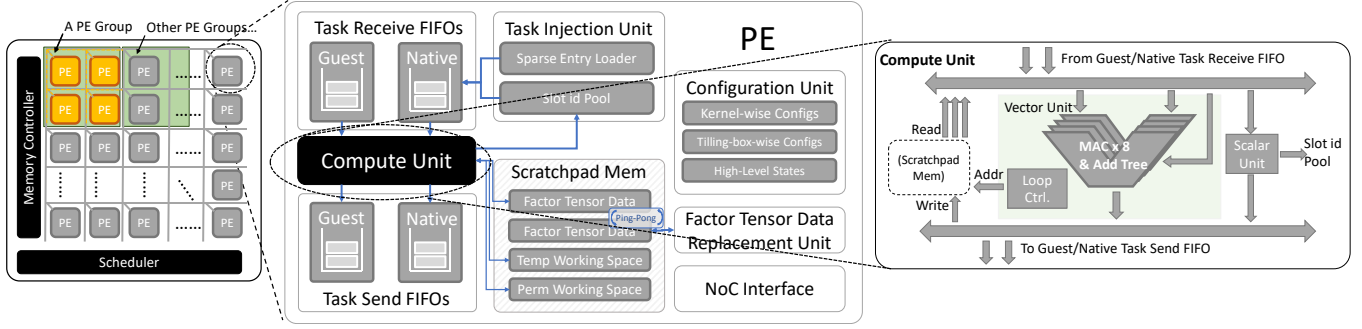 A PE Group
Other PE Groups...
Memory Controller
PE
PE
PE
......
PE
PE
PE
PE
......
PE
PE
PE
PE
......
PE
PE
PE
PE
PE
......
PE
Scheduler
PE
Task Receive FIFOs
Guest
Native
Task Injection Unit
Sparse Entry Loader
Slot id Pool
Compute Unit
Guest
Native
Task Send FIFOs
Scratchpad Mem
Factor Tensor Data
Ping-Pong
Factor Tensor Data
Temp Working Space
Perm Working Space
Configuration Unit
Kernel-wise Configs
Tilling-box-wise Configs
High-Level States
Factor Tensor Data
Replacement Unit
NoC Interface
Compute Unit
From Guest/Native Task Receive FIFO
Vector Unit
Read
(Scratchpad
Mem)
Write
Addr
Loop
Ctrl.
MAC x 8
& Add Tree
Scalar
Unit
Slot id
Pool
To Guest/Native Task Send FIFO